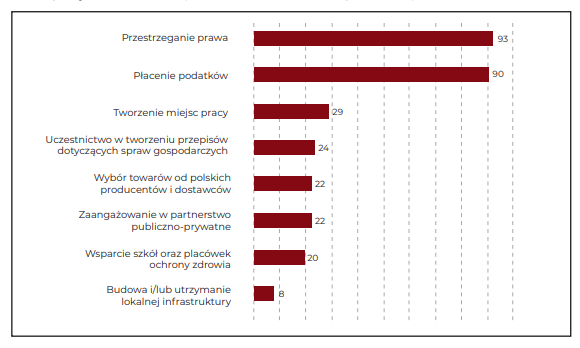 Przestrzeganie prawa
93
Płacenie podatków
90
Tworzenie miejsc pracy
29
Uczestnictwo w tworzeniu przepisów
dotyczących spraw gospodarczych
24
Wybór towarów od polskich
producentów i dostawców
22
Zaangażowanie w partnerstwo
publiczno-prywatne
22
Wsparcie szkół oraz placówek
ochrony zdrowia
20
Budowa i/lub utrzymanie
lokalnej infrastruktury
8